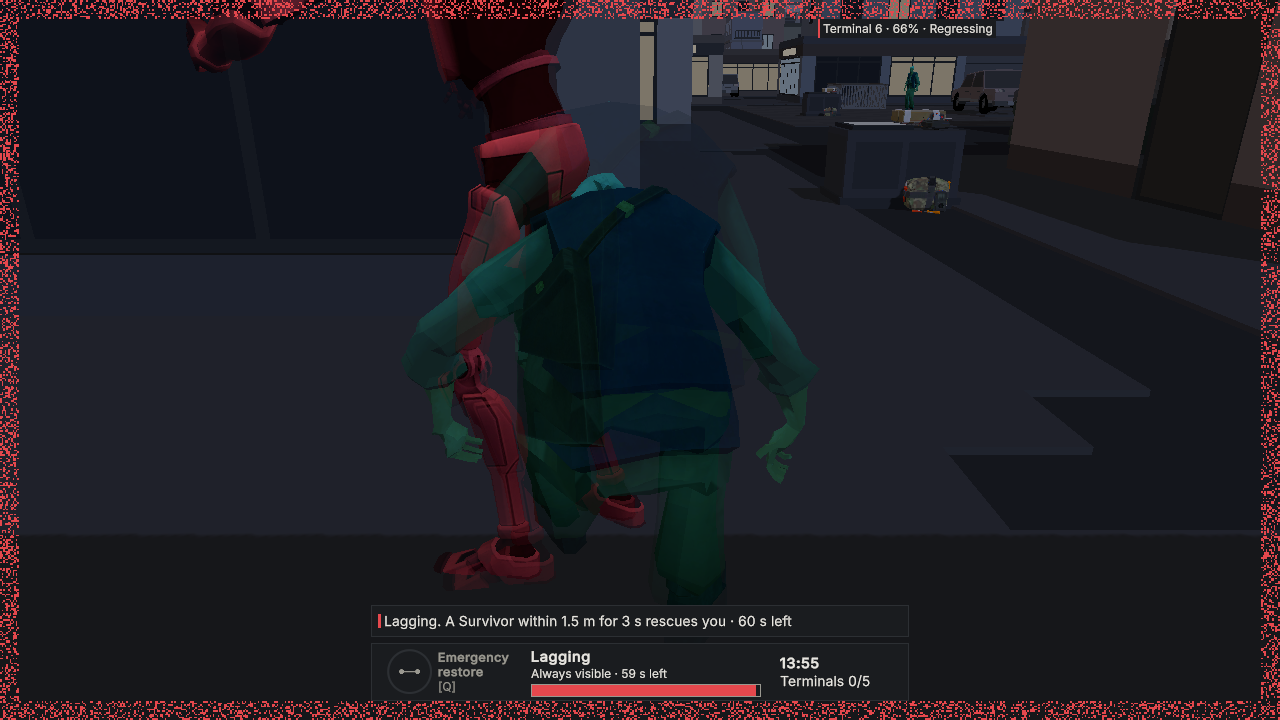 Terminal 6 · 66% · Regressing
Lagging. A Survivor within 1.5 m for 3 s rescues you · 60 s left
Emergency
restore
[Q]
Lagging
Always visible · 59 s left
13:55
Terminals 0/5